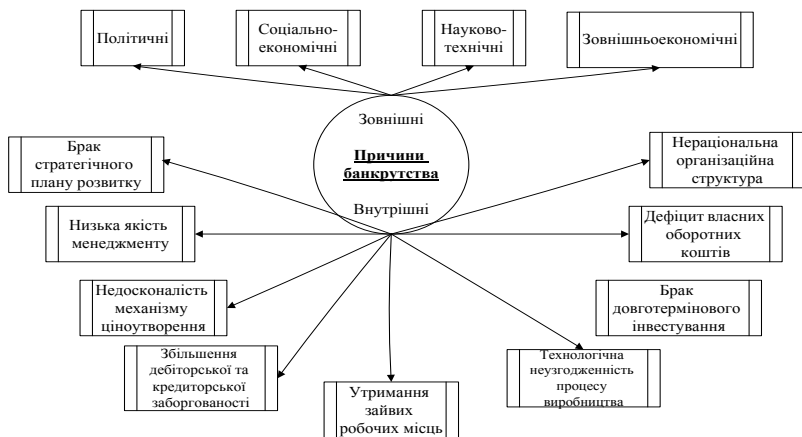 Політичні
Соціально-
економічні
Науково-
технічні
Зовнішньоекономічні
Зовнішні
Причини
банкрутства
Внутрішні
Брак
стратегічного
плану розвитку
Нераціональна
організаційна
структура
Низька якість
менеджменту
Дефіцит власних
оборотних
коштів
Недосконалість
механізму
ціноутворення
Брак
довготермінового
інвестування
Збільшення
дебіторської та
кредиторської
заборгованості
Утримання
зайвих
робочих місць
Технологічна
неузгодженність
процесу
виробництва